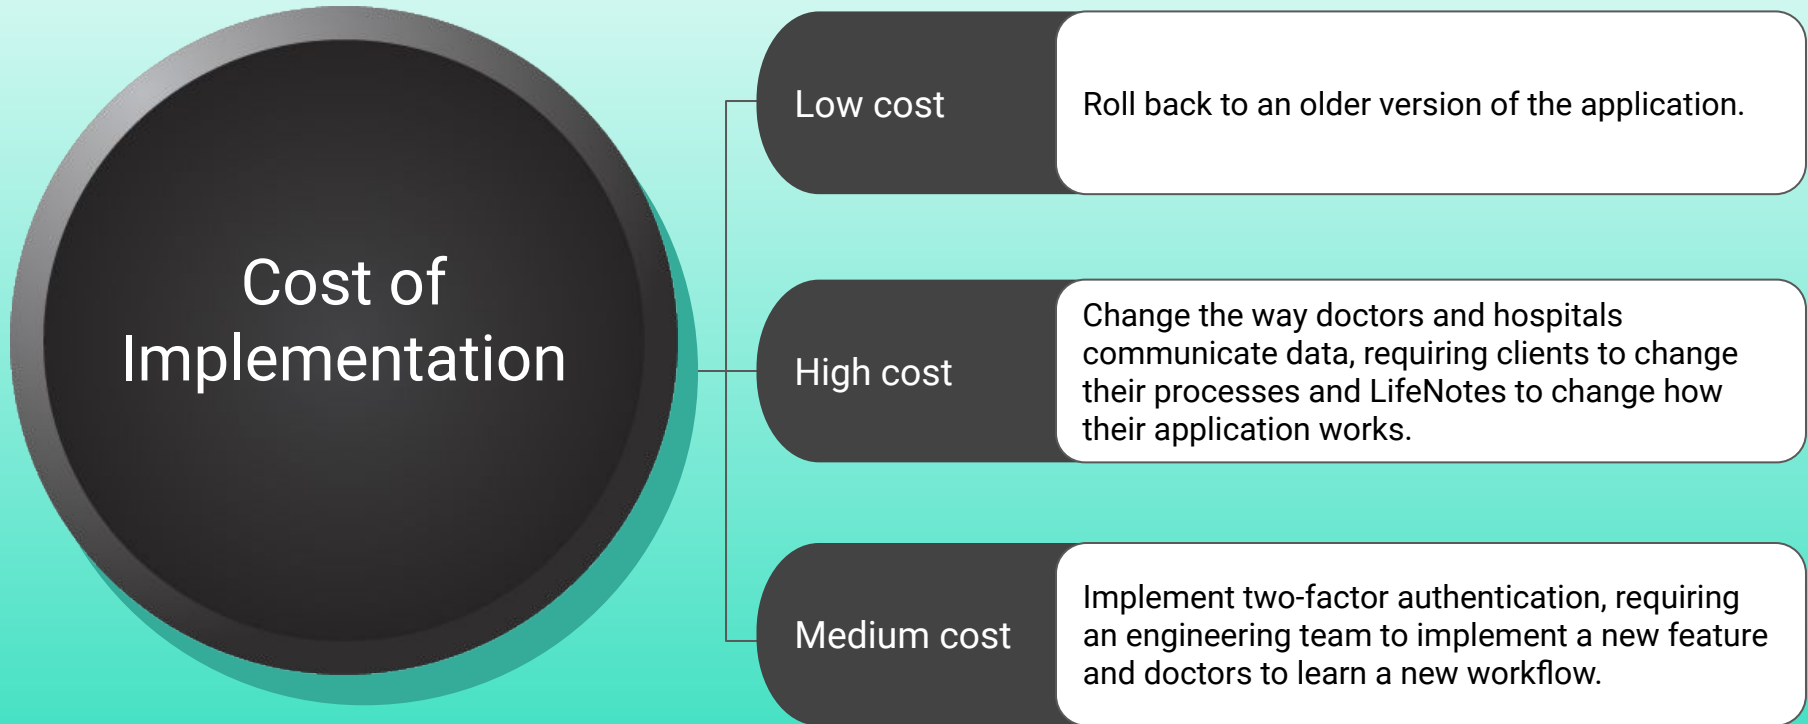 Cost of
Implementation
Low cost
Roll back to an older version of the application.
High cost
Change the way doctors and hospitals
communicate data, requiring clients to change
their processes and LifeNotes to change how
their application works.
Medium cost
Implement two-factor authentication, requiring
an engineering team to implement a new feature
and doctors to learn a new workflow.